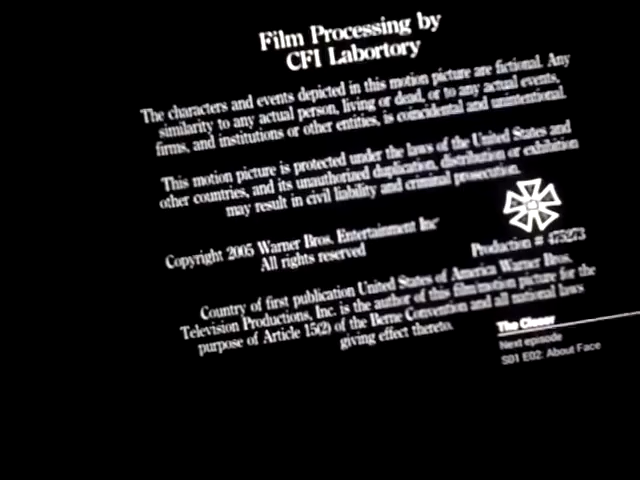 Film Processing by
CFI Labortory
The characters and events depicted in this motion picture are fictional. Any
similarity to any actual person, living or dead, or to any actual events,
firms, and institutions or other entities, is coincidental and unintentional.
This motion picture is protected under the laws of the United States and
other countries, and its unauthorized duplication, distribution or exhibition
may result in civil liability and criminal prosecution.
Copyright 2005 Warner Bros. Entertainment Inc
All rights reserved
Production # 475273
Country of first publication United States of America Warner Bros.
Television Productions, Inc. is the author of this film/motion picture for the
purpose of Article 15(2) of the Berne Convention and all national laws
giving effect thereto.
The Closer
Next episode
S01 E02: About Face